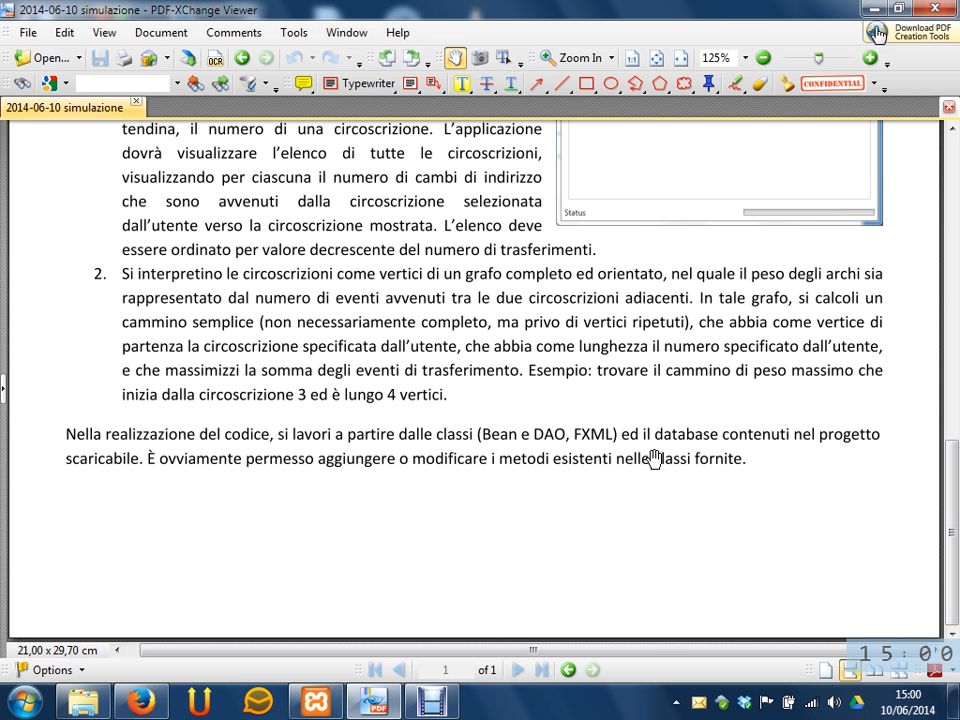 2014-06-10 simulazione - PDF-XChange Viewer
File Edit View Document Comments Tools Window Help
Download PDF
Creation Tools
Open... OCR Zoom In 125%
Typewriter CONFIDENTIAL
2014-06-10 simulazione
tendina, il numero di una circoscrizione. L’applicazione
dovrà visualizzare l’elenco di tutte le circoscrizioni,
visualizzando per ciascuna il numero di cambi di indirizzo
che sono avvenuti dalla circoscrizione selezionata
dall’utente verso la circoscrizione mostrata. L’elenco deve
essere ordinato per valore decrescente del numero di trasferimenti.
Status
2. Si interpretino le circoscrizioni come vertici di un grafo completo ed orientato, nel quale il peso degli archi sia
rappresentato dal numero di eventi avvenuti tra le due circoscrizioni adiacenti. In tale grafo, si calcoli un
cammino semplice (non necessariamente completo, ma privo di vertici ripetuti), che abbia come vertice di
partenza la circoscrizione specificata dall’utente, che abbia come lunghezza il numero specificato dall’utente,
e che massimizzi la somma degli eventi di trasferimento. Esempio: trovare il cammino di peso massimo che
inizia dalla circoscrizione 3 ed è lungo 4 vertici.
Nella realizzazione del codice, si lavori a partire dalle classi (Bean e DAO, FXML) ed il database contenuti nel progetto
scaricabile. È ovviamente permesso aggiungere o modificare i metodi esistenti nelle classi fornite.
21,00 x 29,70 cm
15:00
Options 1 of 1
PDF
15:00
10/06/2014